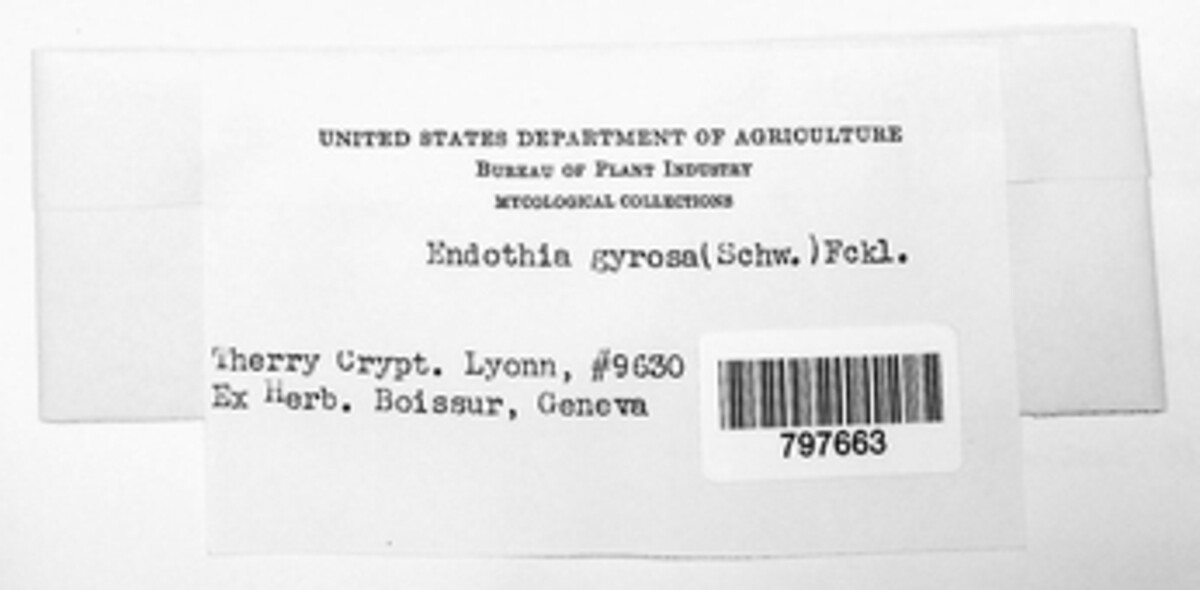 UNITED STATES DEPARTMENT OF AGRICULTURE
BUREAU OF PLANT INDUSTRY
MYCOLOGICAL COLLECTIONS
Endothia gyrosa(Schw.)Fckl.
Therry Crypt. Lyonn, #9630
Ex Herb. Boissur, Geneva
797663